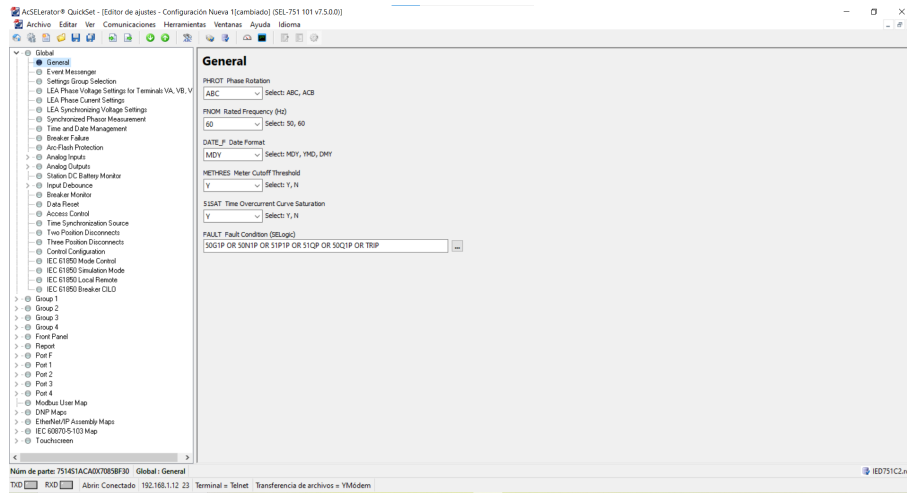 AcSELerator® QuickSet - [Editor de ajustes - Configuración Nueva 1(cambiado) (SEL-751 101 v7.5.0.0)]
Archivo Editar Ver Comunicaciones Herramientas Ventanas Ayuda Idioma
Global
General
Event Messenger
Settings Group Selection
LEA Phase Voltage Settings for Terminals VA, VB, V
LEA Phase Current Settings
LEA Synchronizing Voltage Settings
Synchronized Phasor Measurement
Time and Date Management
Breaker Failure
Arc-Flash Protection
Analog Inputs
Analog Outputs
Station DC Battery Monitor
Input Debounce
Breaker Monitor
Data Reset
Access Control
Time Synchronization Source
Two Position Disconnects
Three Position Disconnects
Control Configuration
IEC 61850 Mode Control
IEC 61850 Simulation Mode
IEC 61850 Local Remote
IEC 61850 Breaker CILO
Group 1
Group 2
Group 3
Group 4
Front Panel
Report
Port F
Port 1
Port 2
Port 3
Port 4
Modbus User Map
DNP Maps
EtherNet/IP Assembly Maps
IEC 60870-5-103 Map
Touchscreen
General
PHROT Phase Rotation
ABC Select: ABC, ACB
FNOM Rated Frequency (Hz)
60 Select: 50, 60
DATE_F Date Format
MDY Select: MDY, YMD, DMY
METHRES Meter Cutoff Threshold
Y Select: Y, N
51SAT Time Overcurrent Curve Saturation
Y Select: Y, N
FAULT Fault Condition (SELogic)
50G1P OR 50N1P OR 51P1P OR 51QP OR 50Q1P OR TRIP ...
Núm de parte: 7514S1ACA0X7085BF30 Global : General IED751C2.r
TXD RXD Abrir: Conectado 192.168.1.12 23 Terminal = Telnet Transferencia de archivos = YMódem